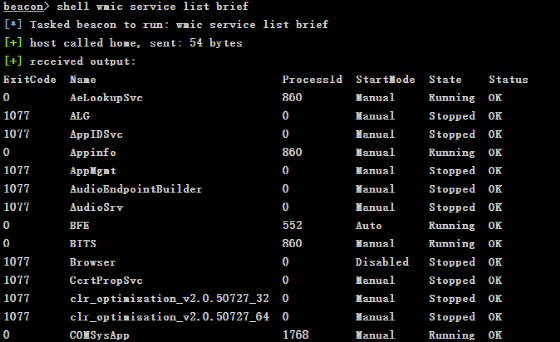 beacon> shell wmic service list brief
[*] Tasked beacon to run: wmic service list brief
[+] host called home, sent: 54 bytes
[+] received output:
ExitCode  Name                            ProcessId  StartMode  State    Status
0         AeLookupSvc                     860        Manual     Running  OK
1077      ALG                             0          Manual     Stopped  OK
1077      AppIDSvc                        0          Manual     Stopped  OK
0         Appinfo                         860        Manual     Running  OK
1077      AppMgmt                         0          Manual     Stopped  OK
1077      AudioEndpointBuilder            0          Manual     Stopped  OK
1077      AudioSrv                        0          Manual     Stopped  OK
0         BFE                             552        Auto       Running  OK
0         BITS                            860        Manual     Running  OK
1077      Browser                         0          Disabled   Stopped  OK
1077      CertPropSvc                     0          Manual     Stopped  OK
1077      clr_optimization_v2.0.50727_32  0          Manual     Stopped  OK
1077      clr_optimization_v2.0.50727_64  0          Manual     Stopped  OK
0         COMSysApp                       1768       Manual     Running  OK